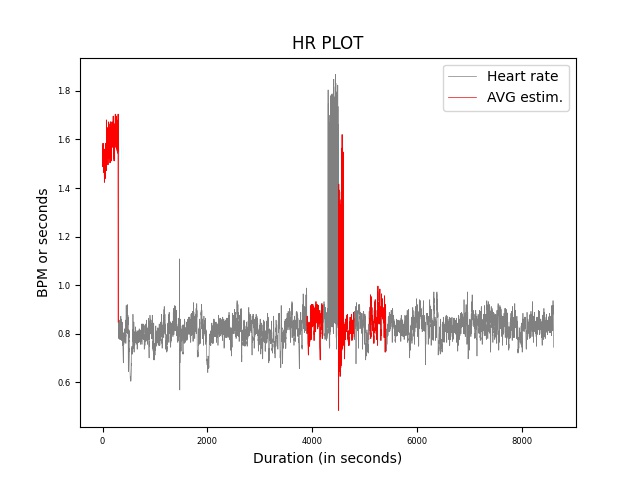 HR PLOT
Heart rate
AVG estim.
1.8
1.6
1.4
1.2
1.0
0.8
0.6
BPM or seconds
0 2000 4000 6000 8000
Duration (in seconds)